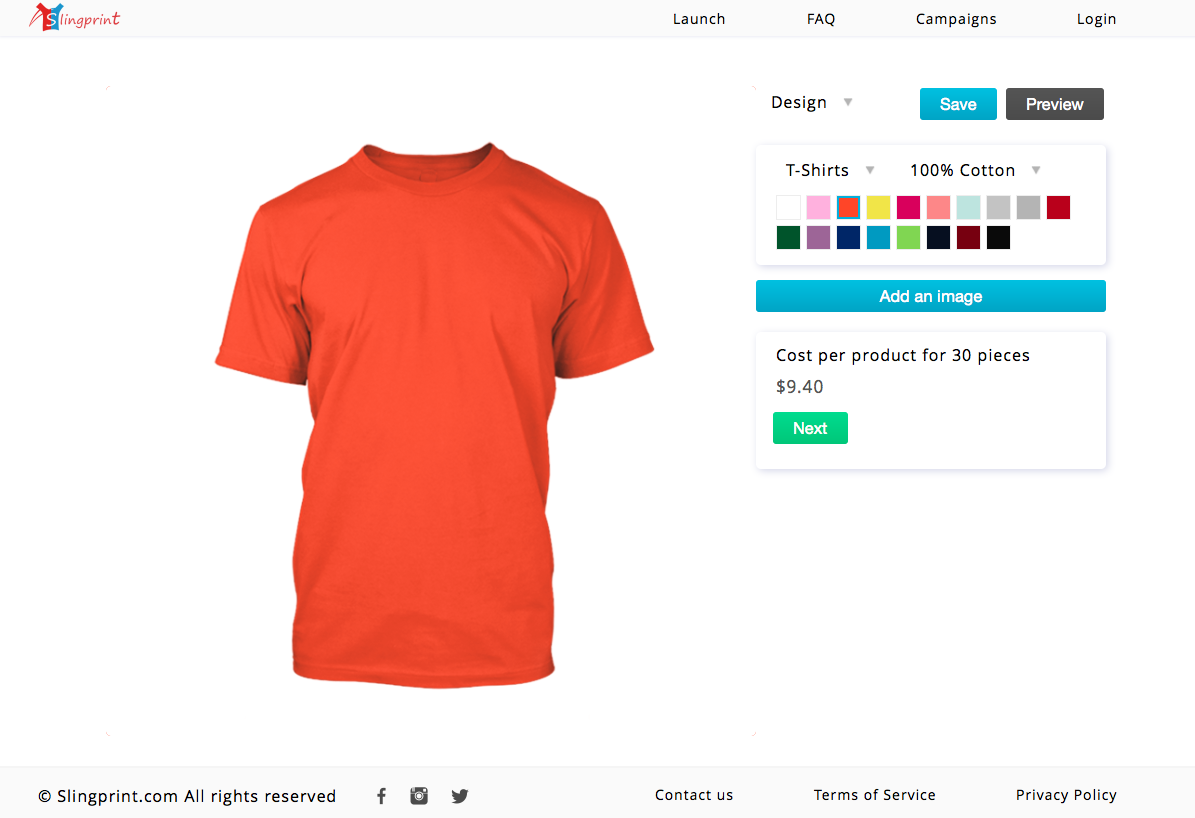 Slingprint
Launch FAQ Campaigns Login
Design Save Preview
T-Shirts 100% Cotton
Add an image
Cost per product for 30 pieces
$9.40
Next
© Slingprint.com All rights reserved
Contact us Terms of Service Privacy Policy